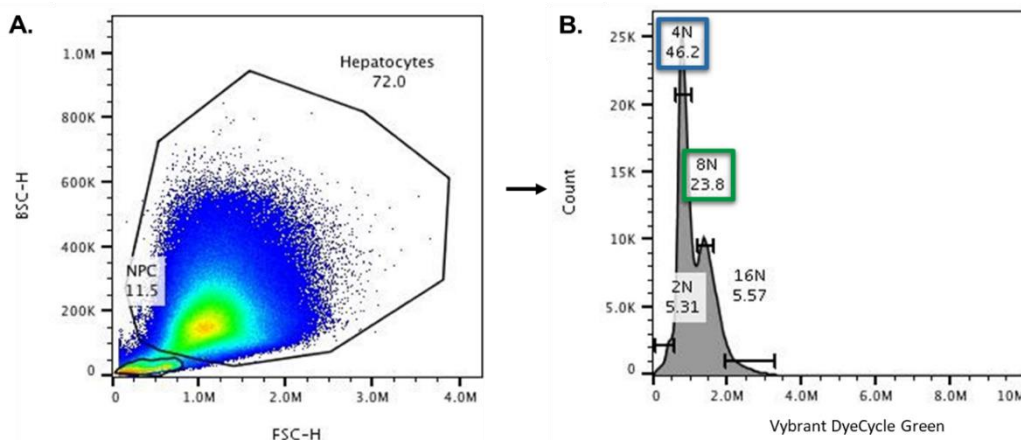 A.
1.0M
800K
600K
400K
200K
0
BSC-H
Hepatocytes
72.0
NPC
11.5
0
1.0M
2.0M
3.0M
4.0M
FSC-H
B.
25K
20K
15K
10K
5.0K
0
Count
4N
46.2
8N
23.8
2N
5.31
16N
5.57
0
2.0M
4.0M
6.0M
8.0M
10M
Vybrant DyeCycle Green